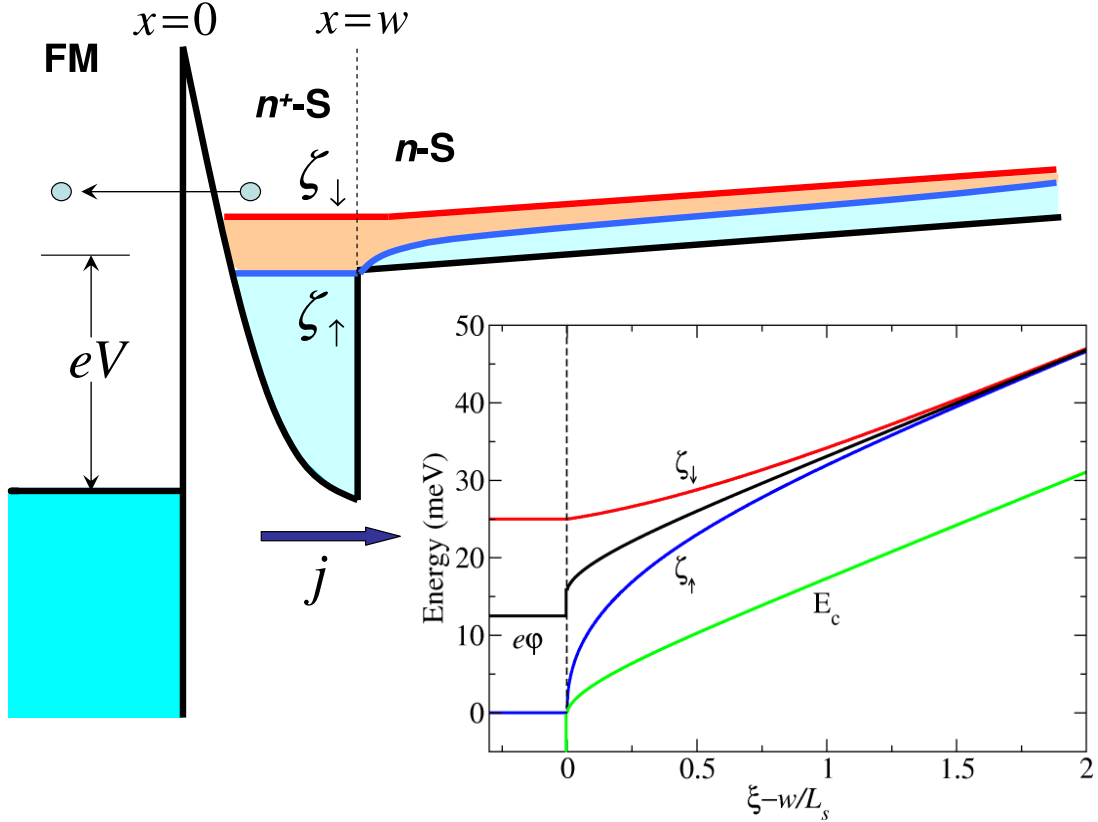 x=0
x=w
FM
n⁺-S
n-S
ζ↓
ζ↑
eV
j
50
40
30
20
10
0
Energy (meV)
ζ↓
ζ↑
E_c
eφ
0
0.5
1
1.5
2
ξ−w/L_s